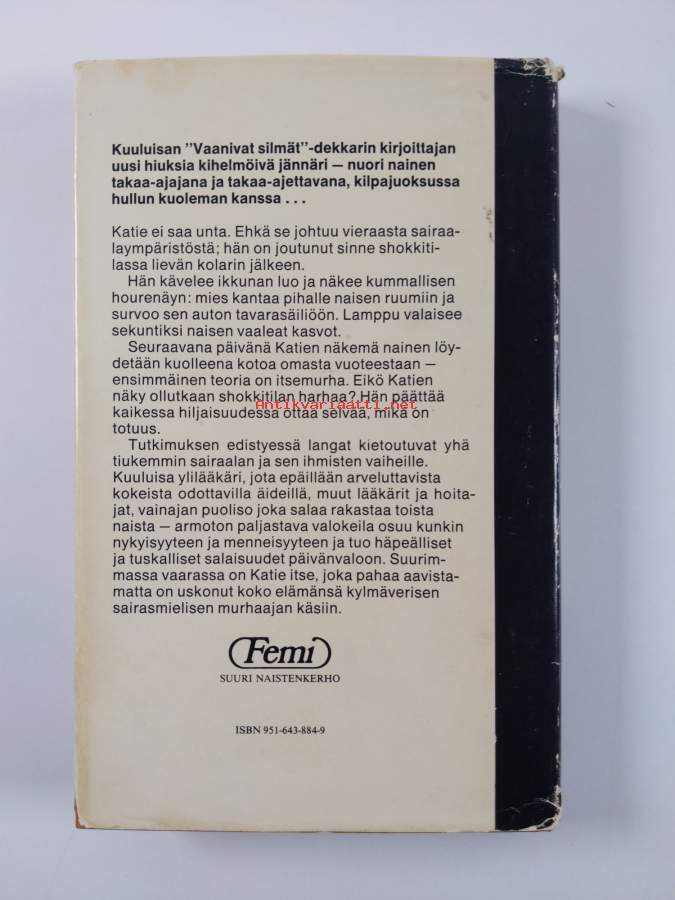 Kuuluisan "Vaanivat silmät"-dekkarin kirjoittajan
uusi hiuksia kihelmöivä jännäri — nuori nainen
takaa-ajajana ja takaa-ajettavana, kilpajuoksussa
hullun kuoleman kanssa . . .
Katie ei saa unta. Ehkä se johtuu vieraasta sairaa-
laympäristöstä; hän on joutunut sinne shokkiti-
lassa lievän kolarin jälkeen.
Hän kävelee ikkunan luo ja näkee kummallisen
hourenäyn: mies kantaa pihalle naisen ruumiin ja
survoo sen auton tavarasäiliöön. Lamppu valaisee
sekuntiksi naisen vaaleat kasvot.
Seuraavana päivänä Katien näkemä nainen löy-
detään kuolleena kotoa omasta vuoteestaan —
ensimmäinen teoria on itsemurha. Eikö Katien
näky ollutkaan shokkitilan harhaa? Hän päättää
kaikessa hiljaisuudessa ottaa selvää, mikä on
Antikvariaatti.net
totuus.
Tutkimuksen edistyessä langat kietoutuvat yhä
tiukemmin sairaalan ja sen ihmisten vaiheille.
Kuuluisa ylilääkäri, jota epäillään arveluttavista
kokeista odottavilla äideillä, muut lääkärit ja hoita-
jat, vainajan puoliso joka salaa rakastaa toista
naista — armoton paljastava valokeila osuu kunkin
nykyisyyteen ja menneisyyteen ja tuo häpeälliset
ja tuskalliset salaisuudet päivänvaloon. Suurim-
massa vaarassa on Katie itse, joka pahaa aavista-
matta on uskonut koko elämänsä kylmäverisen
sairasmielisen murhaajan käsiin.
Femi
SUURI NAISTENKERHO
ISBN 951-643-884-9